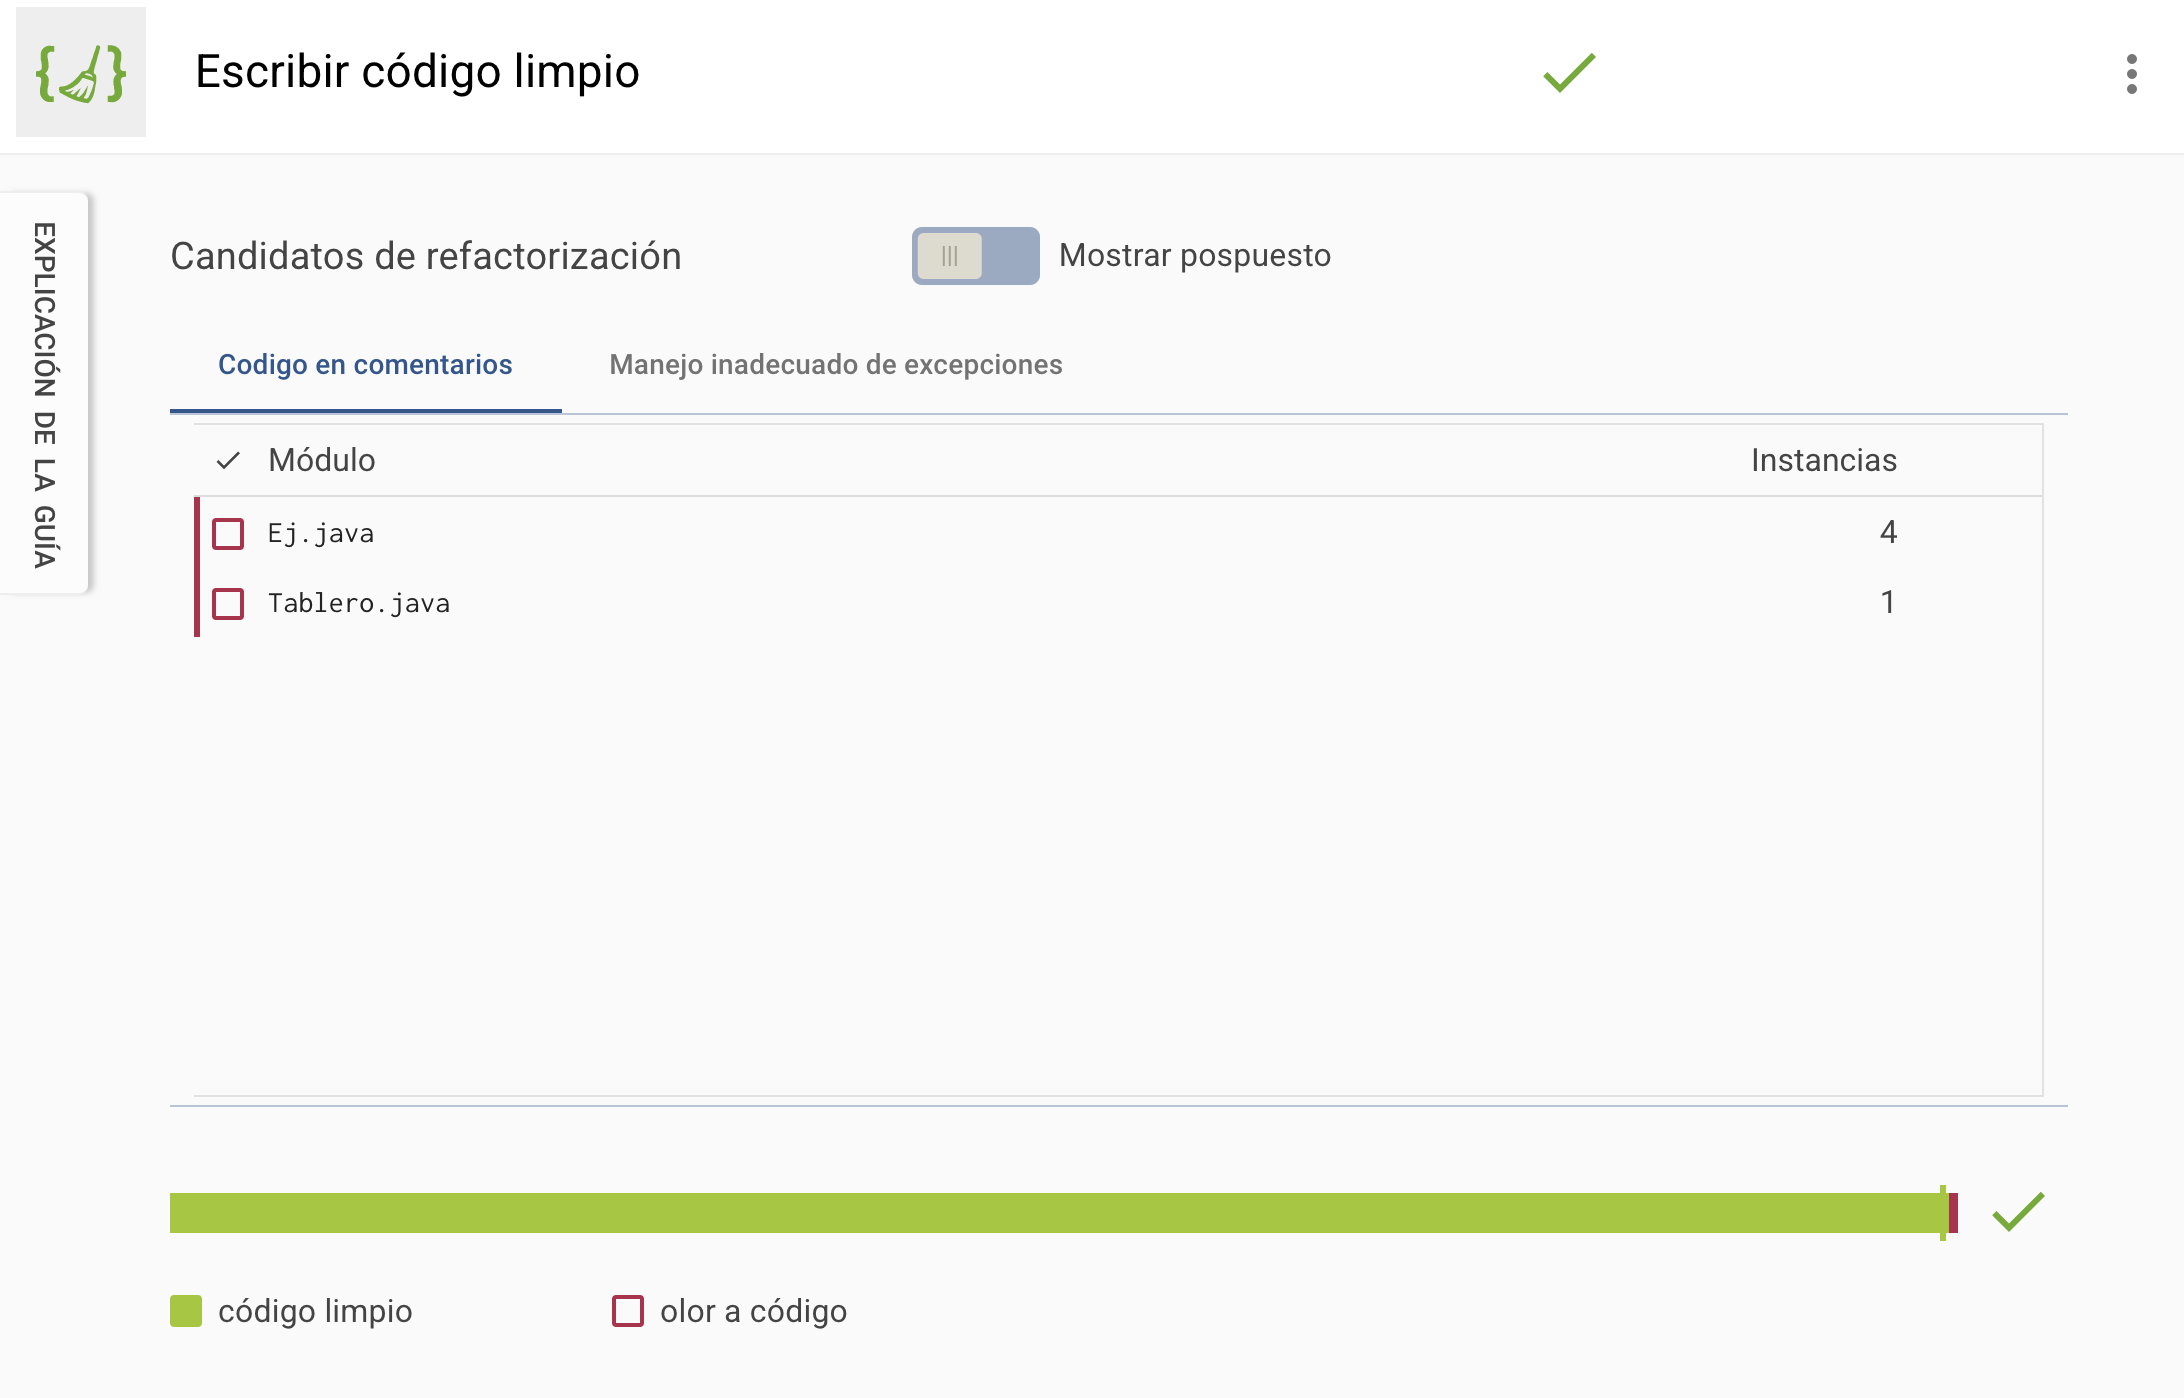 Escribir código limpio
EXPLICACIÓN DE LA GUÍA
Candidatos de refactorización
Mostrar pospuesto
Codigo en comentarios
Manejo inadecuado de excepciones
Módulo Instancias
Ej.java 4
Tablero.java 1
código limpio
olor a código